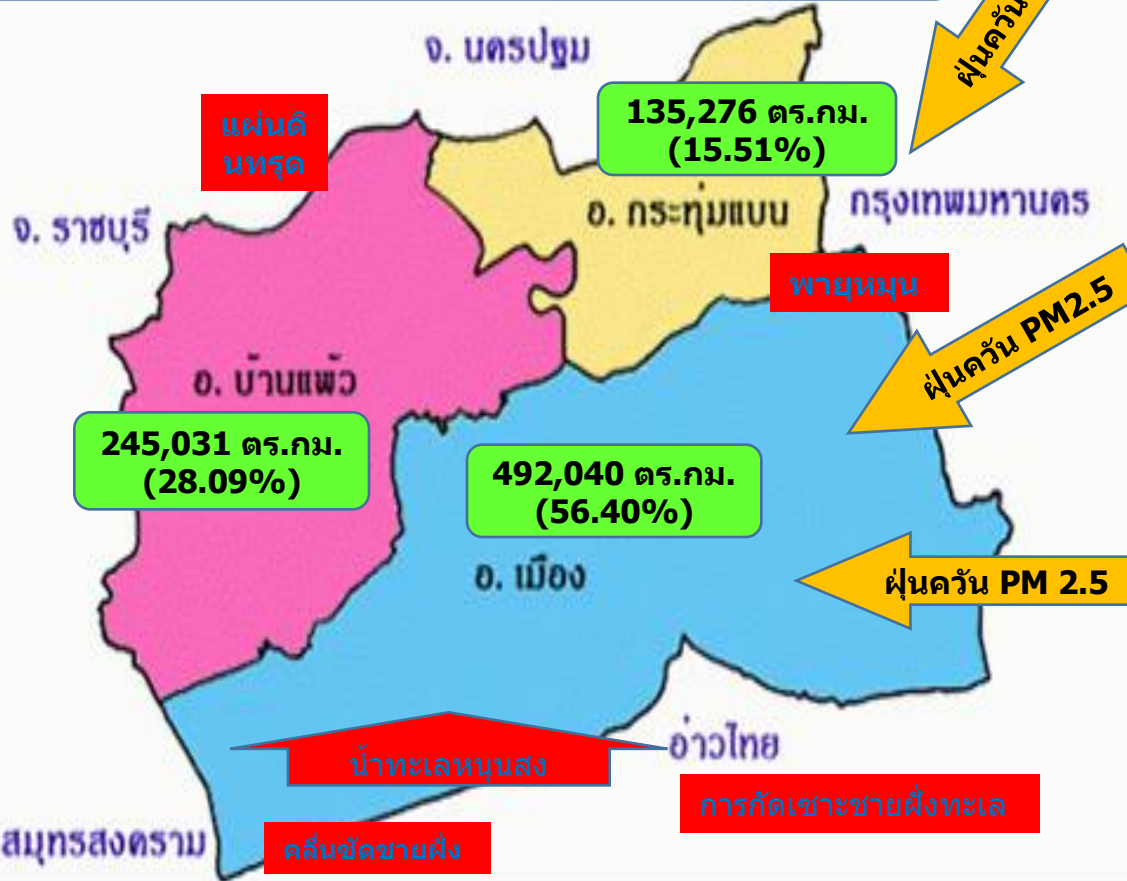 ฝุ่นควัน
จ. นครปฐม
135,276 ตร.กม.
(15.51%)
แผ่นดิ
นทรุด
อ. กระทุ่มแบน
กรุงเทพมหานคร
จ. ราชบุรี
พายุหมุน
ฝุ่นควัน PM2.5
อ. บ้านแพ้ว
245,031 ตร.กม.
(28.09%)
492,040 ตร.กม.
(56.40%)
อ. เมือง
ฝุ่นควัน PM 2.5
น้ำทะเลหนุนสูง
อ่าวไทย
การกัดเซาะชายฝั่งทะเล
สมุทรสงคราม
คลื่นซัดชายฝั่ง